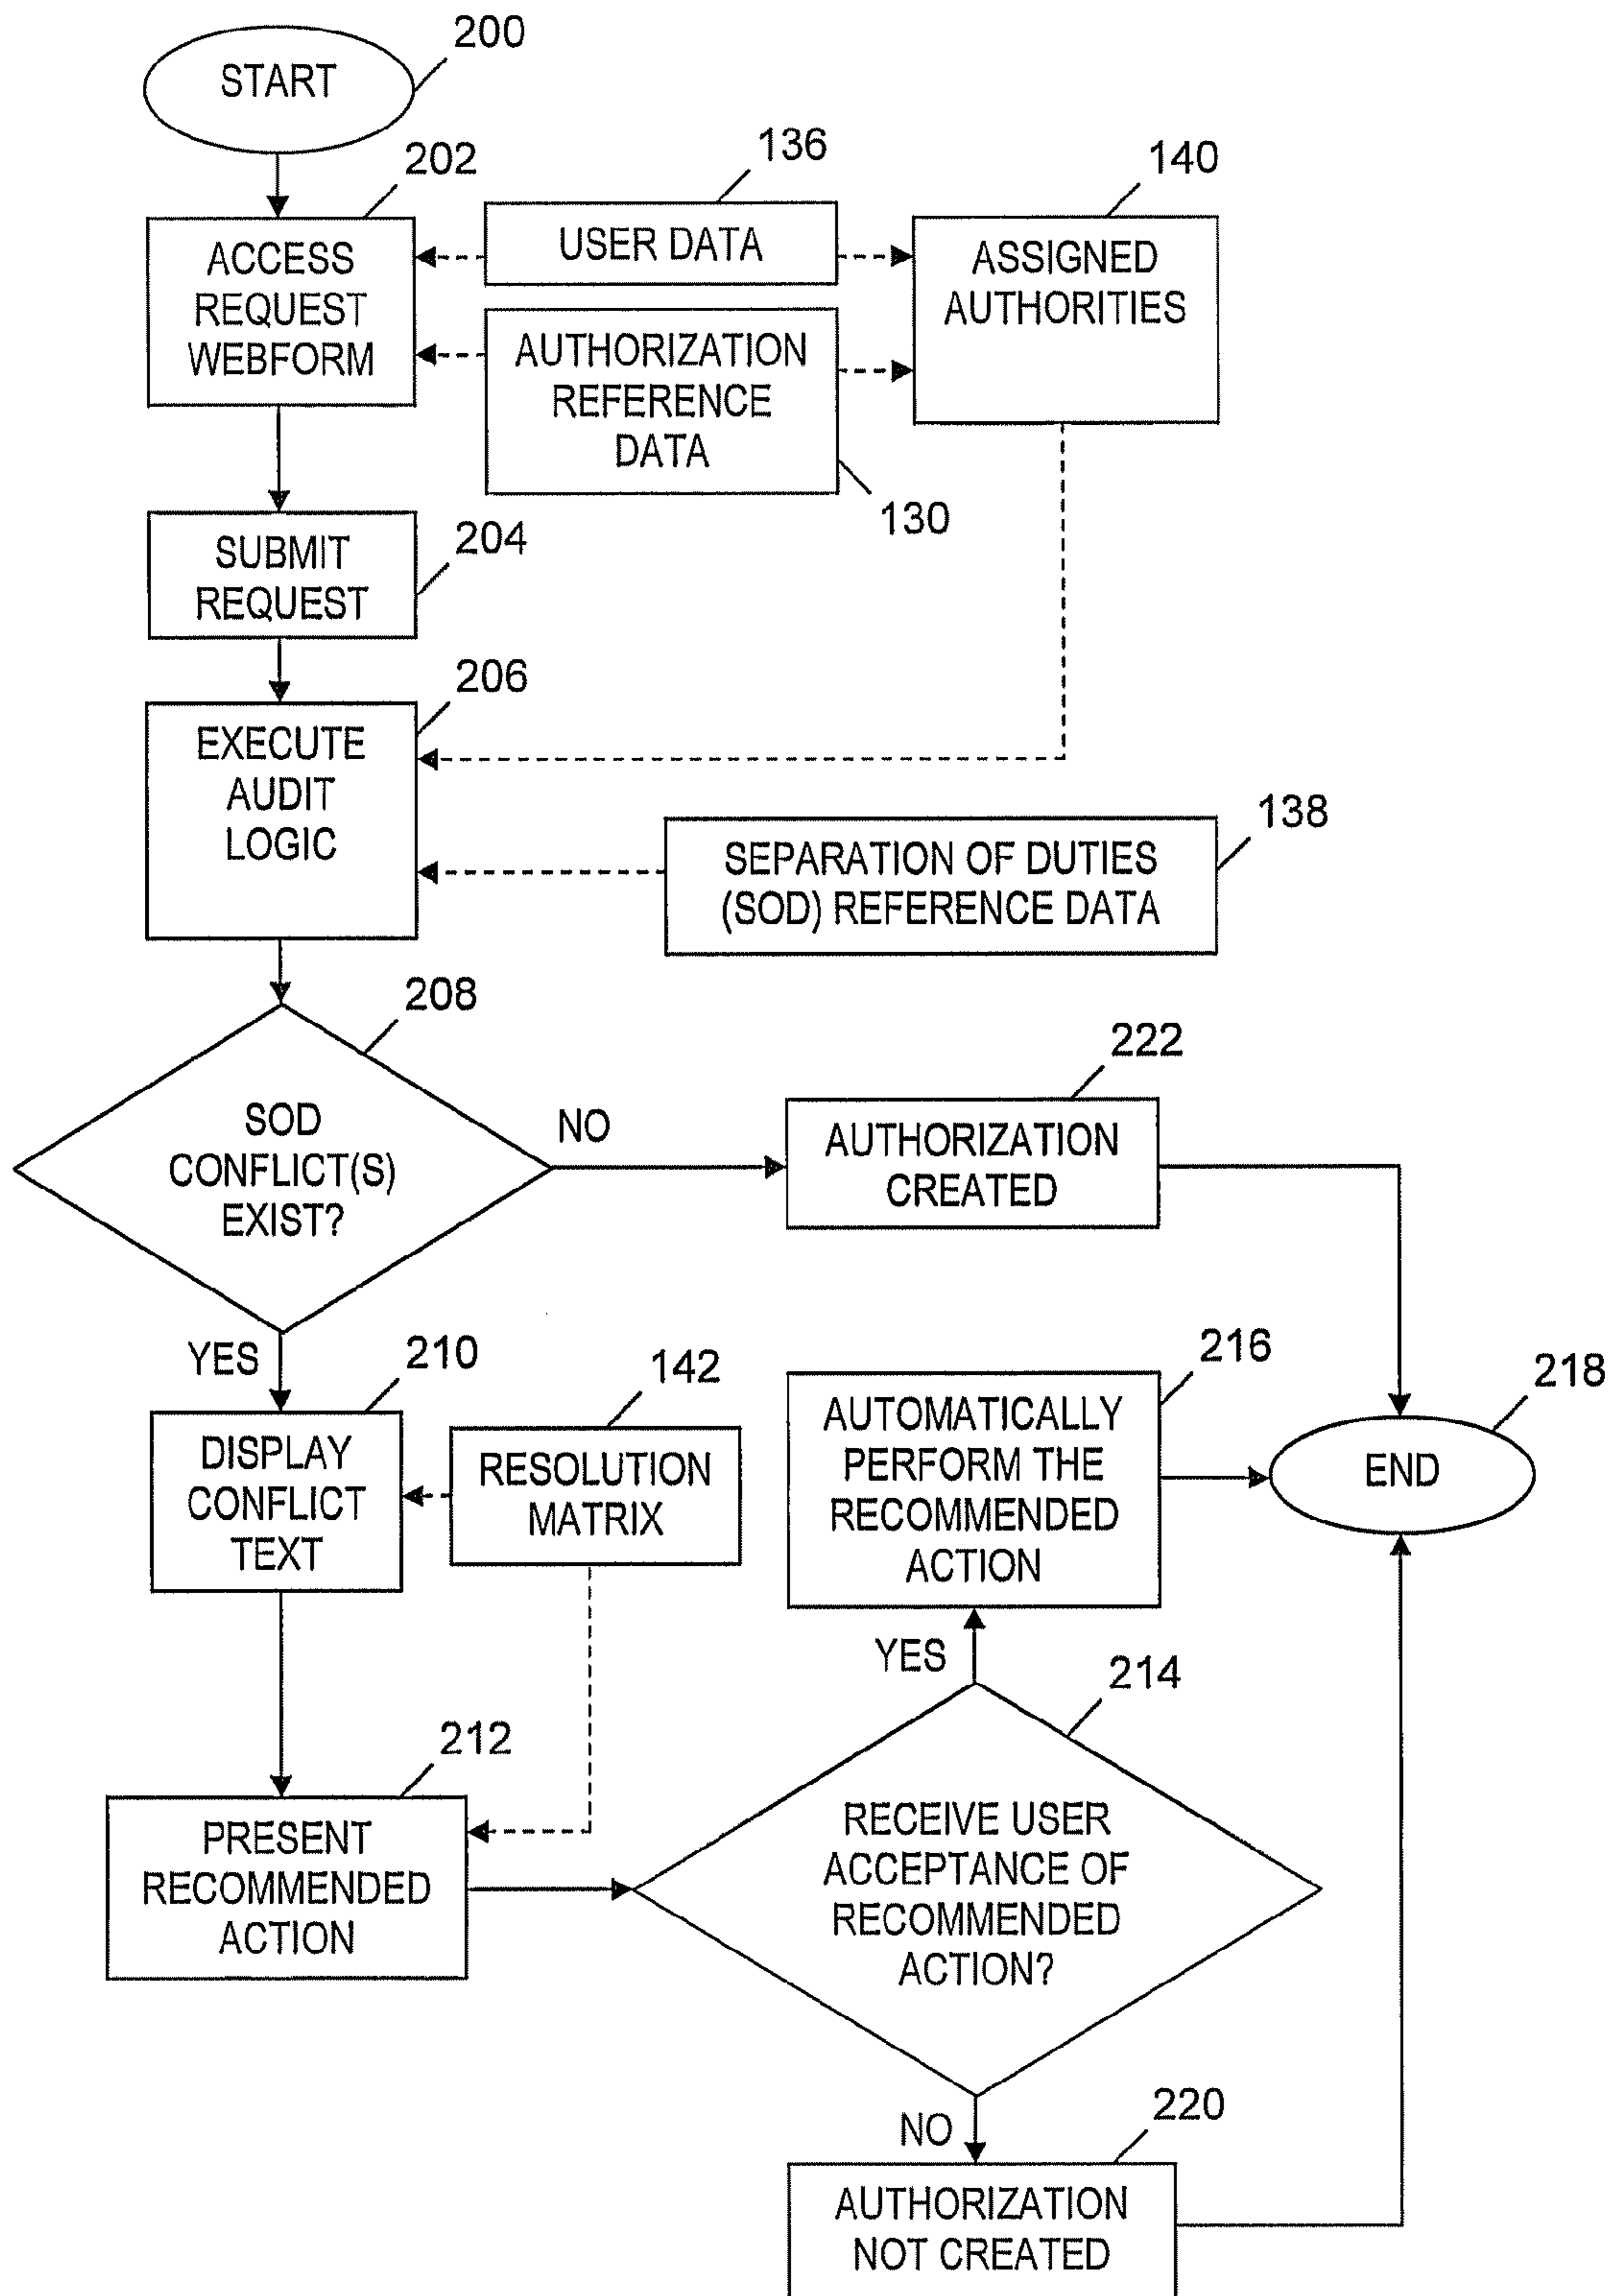 START
200
202
136
140
ACCESS
REQUEST
WEBFORM
USER DATA
ASSIGNED
AUTHORITIES
AUTHORIZATION
REFERENCE
DATA
130
SUBMIT
REQUEST
204
206
EXECUTE
AUDIT
LOGIC
138
SEPARATION OF DUTIES
(SOD) REFERENCE DATA
208
SOD
CONFLICT(S)
EXIST?
NO
222
AUTHORIZATION
CREATED
YES
210
142
216
218
DISPLAY
CONFLICT
TEXT
RESOLUTION
MATRIX
AUTOMATICALLY
PERFORM THE
RECOMMENDED
ACTION
END
YES
214
212
PRESENT
RECOMMENDED
ACTION
RECEIVE USER
ACCEPTANCE OF
RECOMMENDED
ACTION?
NO
220
AUTHORIZATION
NOT CREATED